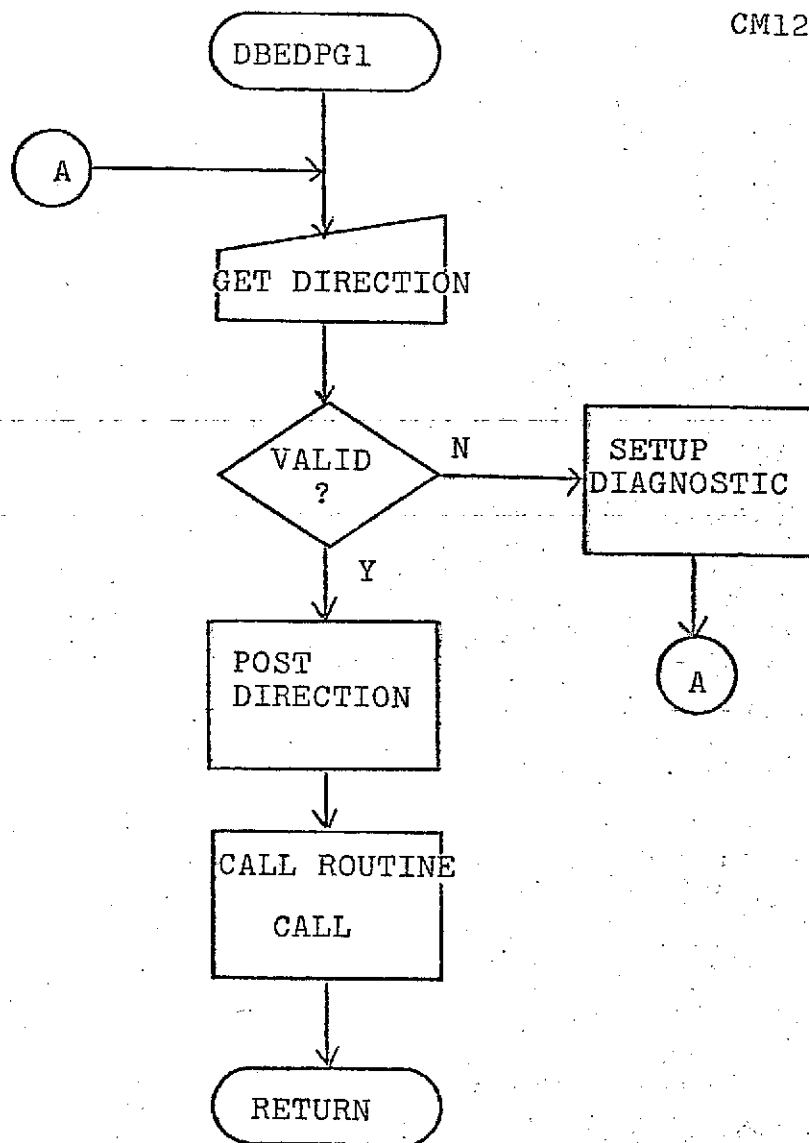 CM12
DBEDPG1
A
GET DIRECTION
VALID
?
N
SETUP
DIAGNOSTIC
Y
A
POST
DIRECTION
CALL ROUTINE
CALL
RETURN